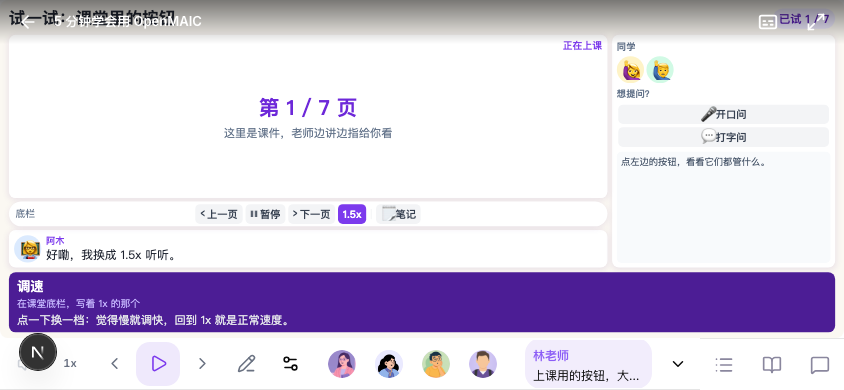 试一试：课堂里的按钮
5 分钟学会用 OpenMAIC
已试 1 / 7
正在上课
第 1 / 7 页
这里是课件，老师边讲边指给你看
同学
想提问?
开口问
打字问
点左边的按钮，看看它们都管什么。
底栏
上一页
暂停
下一页
1.5x
笔记
阿木
好嘞，我换成 1.5x 听听。
调速
在课堂底栏，写着 1x 的那个
点一下换一档：觉得慢就调快，回到 1x 就是正常速度。
N
1x
林老师
上课用的按钮，大...